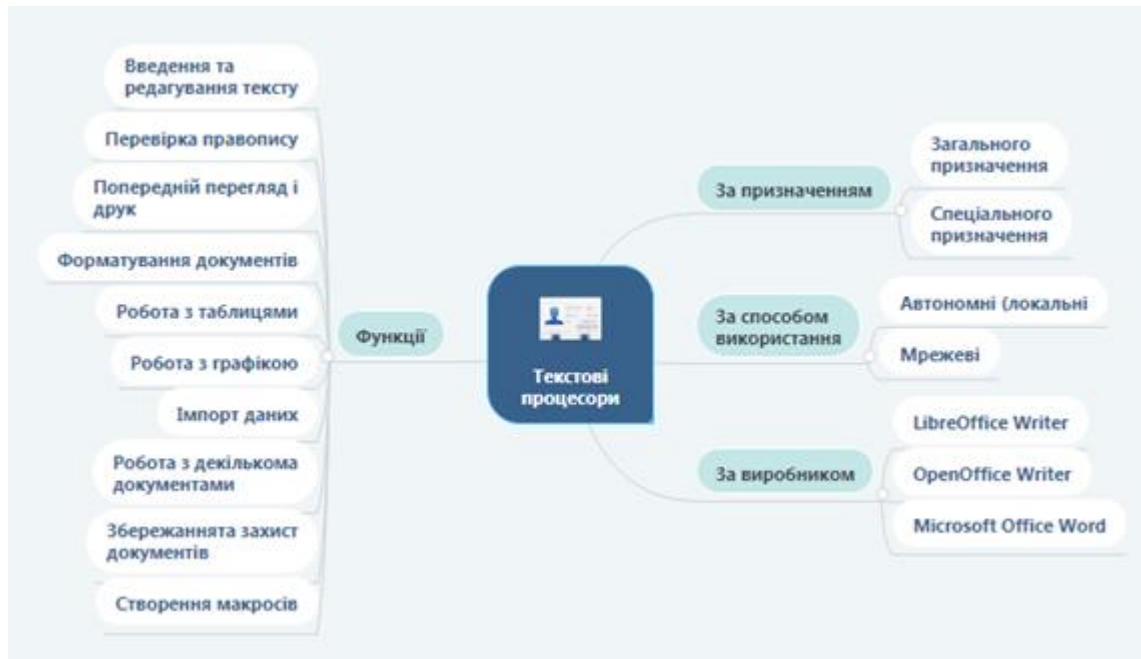 Введення та
редагування тексту
Перевірка правопису
Попередній перегляд і
друк
Форматування документів
Робота з таблицями
Робота з графікою
Імпорт даних
Робота з декількома
документами
Збережаннята захист
документів
Створення макросів
Функції
Текстові
процесори
За призначенням
Загального
призначення
Спеціального
призначення
За способом
використання
Автономні (локальні
Мрежеві
За виробником
LibreOffice Writer
OpenOffice Writer
Microsoft Office Word